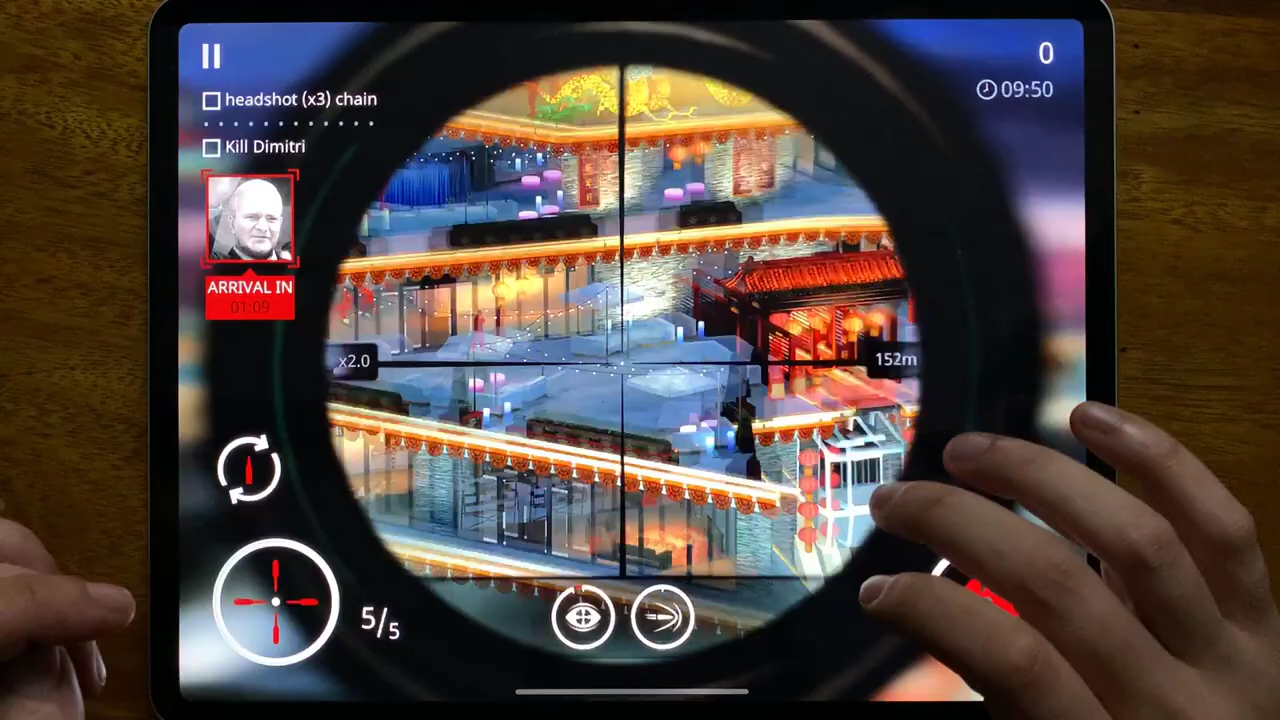 0
headshot (x3) chain
09:50
Kill Dimitri
ARRIVAL IN
01:09
x2.0
152m
5/5